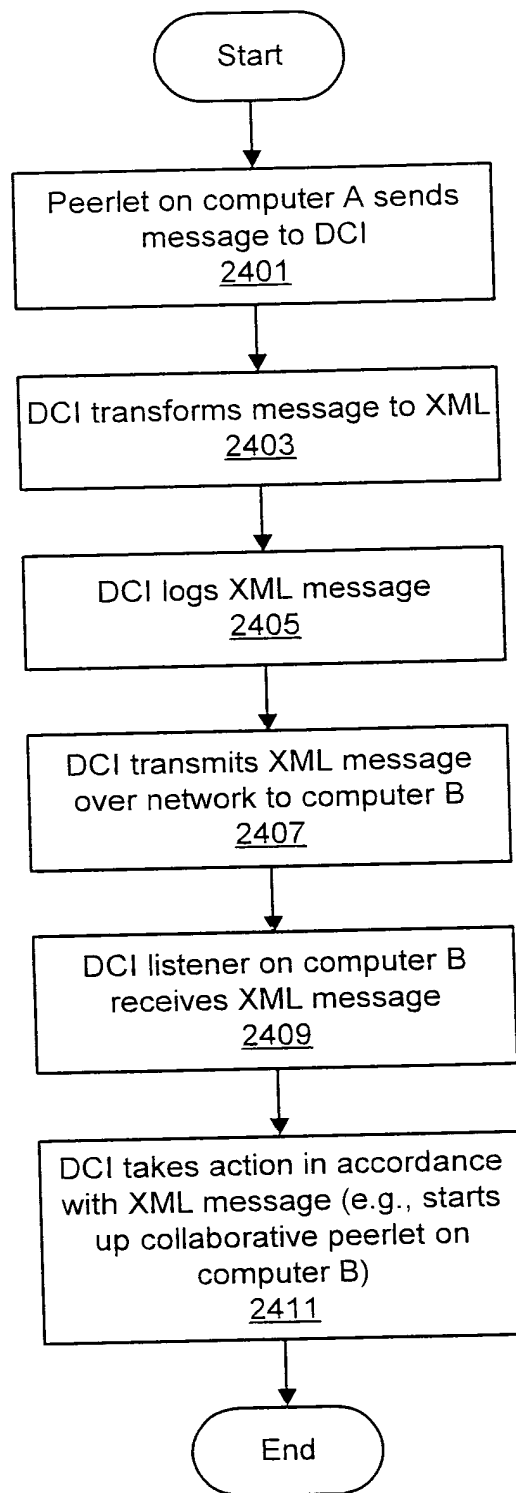 Start
Peerlet on computer A sends
message to DCI
2401
DCI transforms message to XML
2403
DCI logs XML message
2405
DCI transmits XML message
over network to computer B
2407
DCI listener on computer B
receives XML message
2409
DCI takes action in accordance
with XML message (e.g., starts
up collaborative peerlet on
computer B)
2411
End